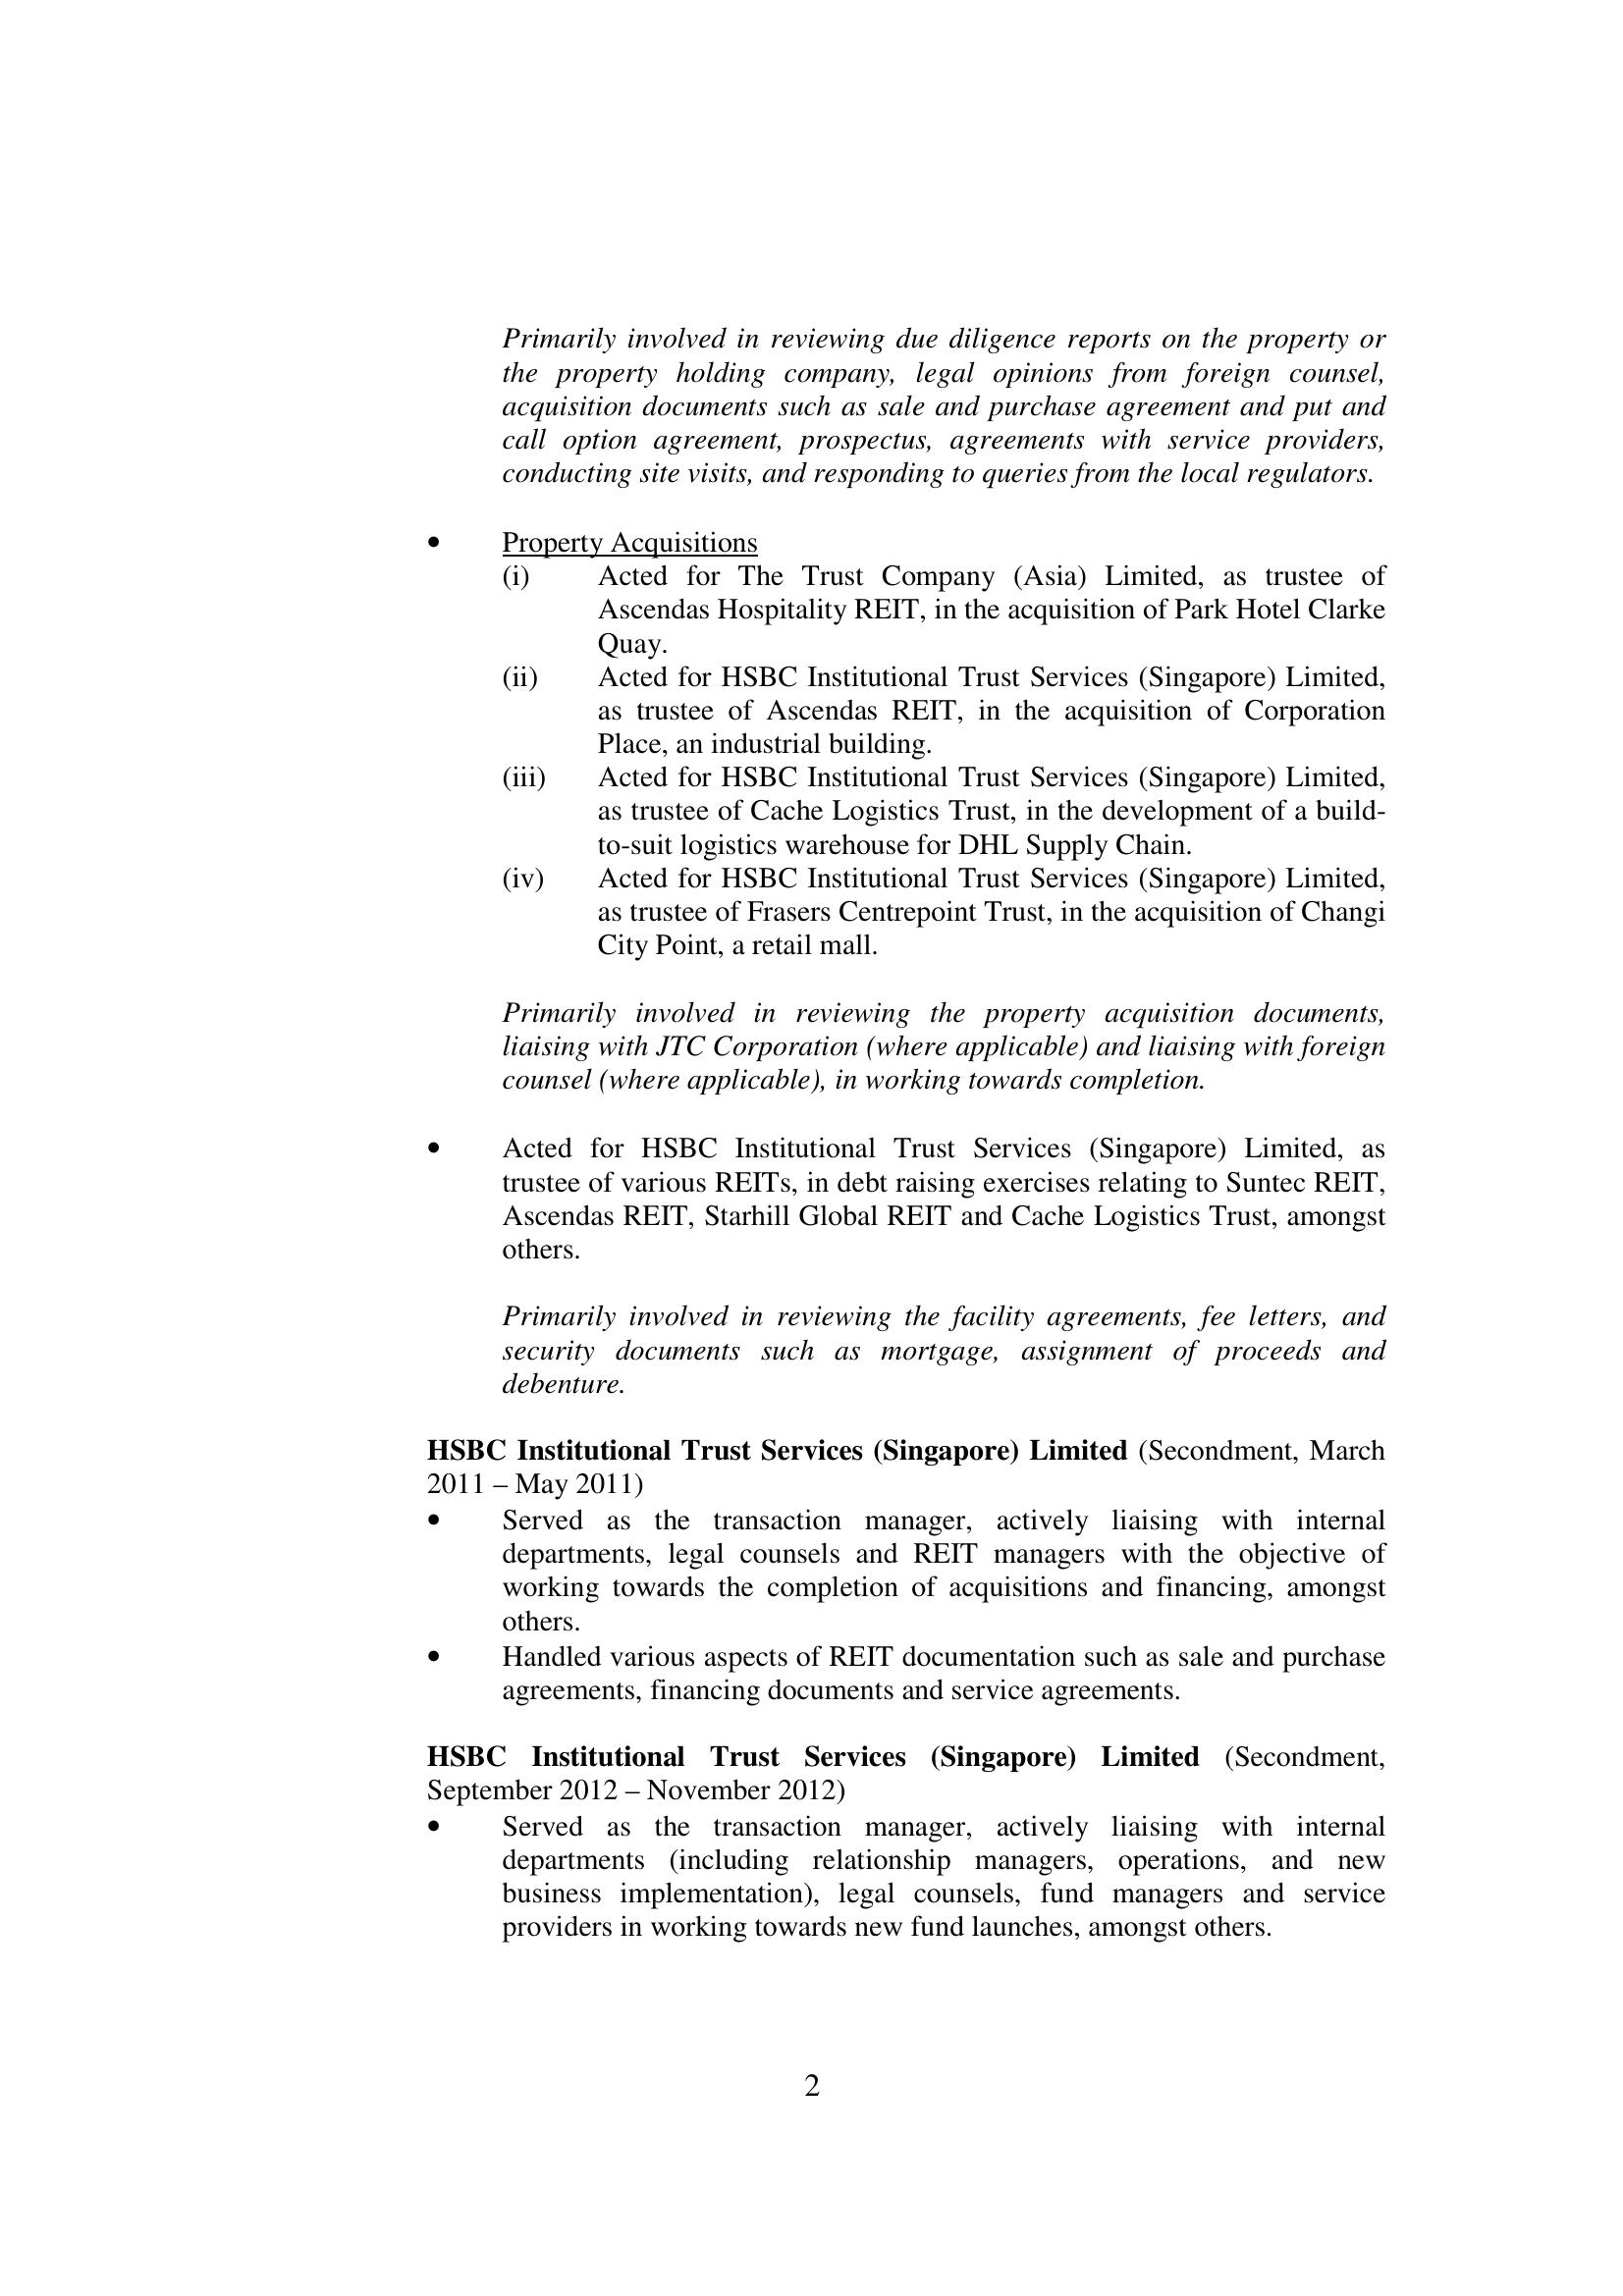 Primarily involved in reviewing due diligence reports on the property or
the property holding company, legal opinions from foreign counsel,
acquisition documents such as sale and purchase agreement and put and
call option agreement, prospectus, agreements with service providers,
conducting site visits, and responding to queries from the local regulators.
• Property Acquisitions
(i) Acted for The Trust Company (Asia) Limited, as trustee of
Ascendas Hospitality REIT, in the acquisition of Park Hotel Clarke
Quay.
(ii) Acted for HSBC Institutional Trust Services (Singapore) Limited,
as trustee of Ascendas REIT, in the acquisition of Corporation
Place, an industrial building.
(iii) Acted for HSBC Institutional Trust Services (Singapore) Limited,
as trustee of Cache Logistics Trust, in the development of a build-
to-suit logistics warehouse for DHL Supply Chain.
(iv) Acted for HSBC Institutional Trust Services (Singapore) Limited,
as trustee of Frasers Centrepoint Trust, in the acquisition of Changi
City Point, a retail mall.
Primarily involved in reviewing the property acquisition documents,
liaising with JTC Corporation (where applicable) and liaising with foreign
counsel (where applicable), in working towards completion.
• Acted for HSBC Institutional Trust Services (Singapore) Limited, as
trustee of various REITs, in debt raising exercises relating to Suntec REIT,
Ascendas REIT, Starhill Global REIT and Cache Logistics Trust, amongst
others.
Primarily involved in reviewing the facility agreements, fee letters, and
security documents such as mortgage, assignment of proceeds and
debenture.
HSBC Institutional Trust Services (Singapore) Limited (Secondment, March
2011 – May 2011)
• Served as the transaction manager, actively liaising with internal
departments, legal counsels and REIT managers with the objective of
working towards the completion of acquisitions and financing, amongst
others.
• Handled various aspects of REIT documentation such as sale and purchase
agreements, financing documents and service agreements.
HSBC Institutional Trust Services (Singapore) Limited (Secondment,
September 2012 – November 2012)
• Served as the transaction manager, actively liaising with internal
departments (including relationship managers, operations, and new
business implementation), legal counsels, fund managers and service
providers in working towards new fund launches, amongst others.
2